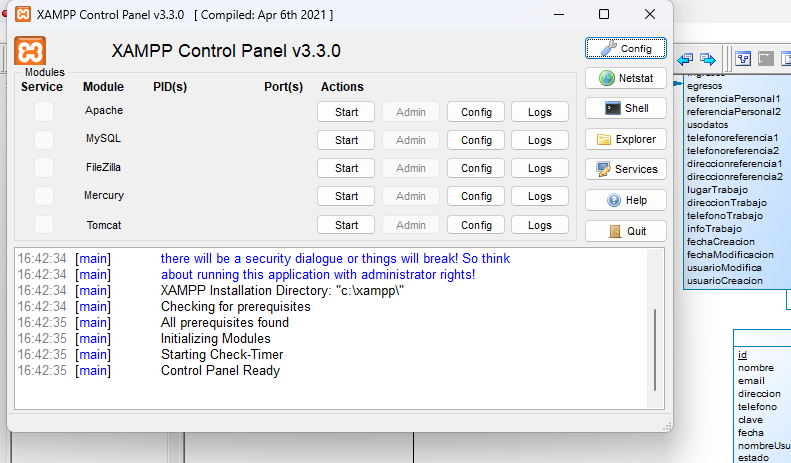 XAMPP Control Panel v3.3.0 [ Compiled: Apr 6th 2021 ]
XAMPP Control Panel v3.3.0
Config
Modules
Service Module PID(s) Port(s) Actions
Netstat
Apache Start Admin Config Logs
Shell
MySQL Start Admin Config Logs
Explorer
FileZilla Start Admin Config Logs
Services
Mercury Start Admin Config Logs
Help
Tomcat Start Admin Config Logs
Quit
16:42:34 [main] there will be a security dialogue or things will break! So think
16:42:34 [main] about running this application with administrator rights!
16:42:34 [main] XAMPP Installation Directory: "c:\xampp\"
16:42:34 [main] Checking for prerequisites
16:42:35 [main] All prerequisites found
16:42:35 [main] Initializing Modules
16:42:35 [main] Starting Check-Timer
16:42:35 [main] Control Panel Ready
egresos
referenciaPersonal1
referenciaPersonal2
usodatos
telefonoreferencia1
telefonoreferencia2
direccionreferencia1
direccionreferencia2
lugarTrabajo
direccionTrabajo
telefonoTrabajo
infoTrabajo
fechaCreacion
fechaModificacion
usuarioModifica
usuarioCreacion
id
nombre
email
direccion
telefono
clave
fecha
nombreUsu
estado